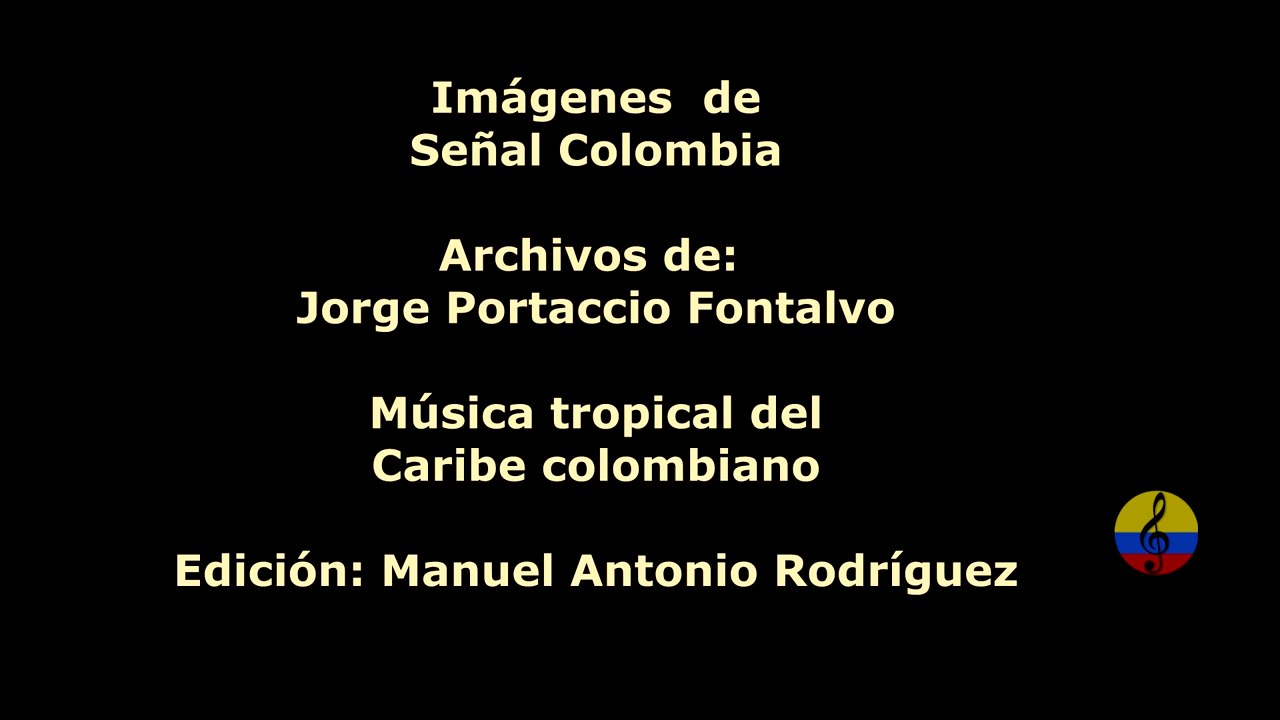 Imágenes de
Señal Colombia
Archivos de:
Jorge Portaccio Fontalvo
Música tropical del
Caribe colombiano
Edición: Manuel Antonio Rodríguez